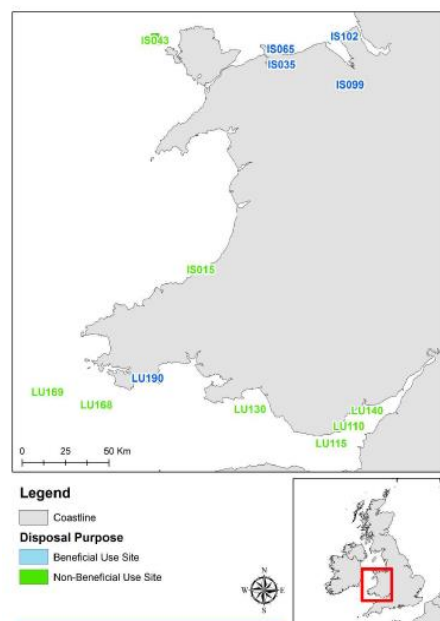 IS102
IS043
IS065
IS035
IS099
IS015
LU190
LU169
LU168
LU130
LU140
LU110
LU115
0 25 50 Km
Legend
Coastline
Disposal Purpose
Beneficial Use Site
Non-Beneficial Use Site
N
W E
S